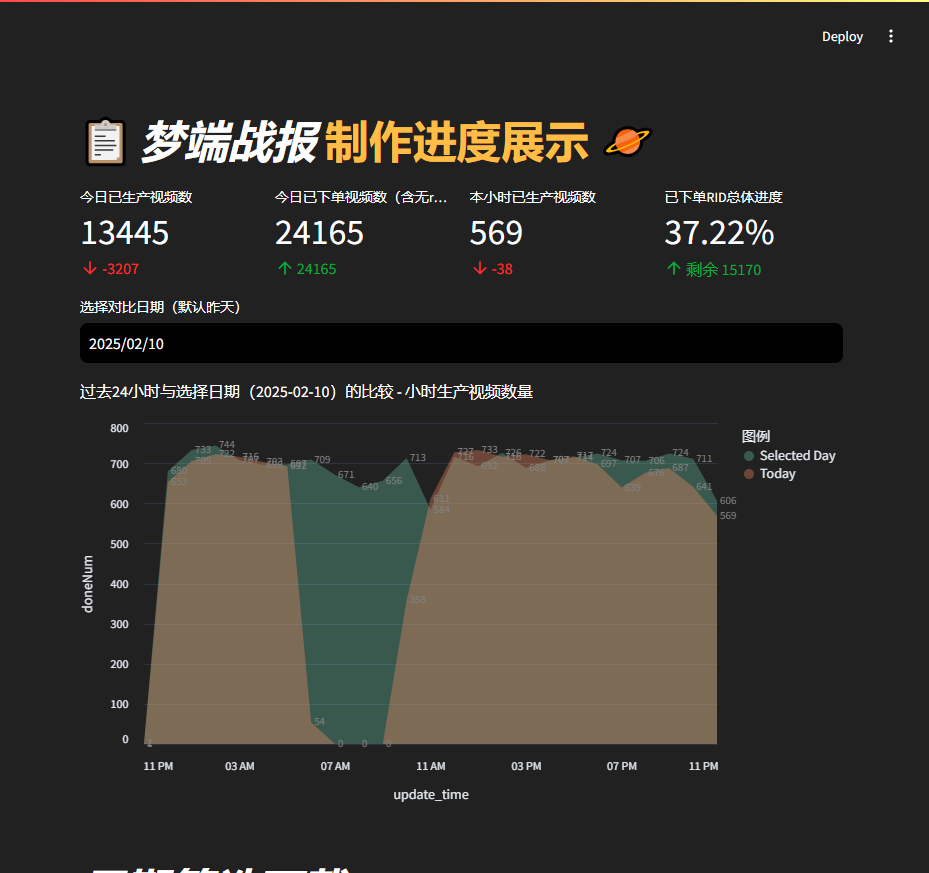 Deploy
梦端战报 制作进度展示
今日已生产视频数
13445
-3207
今日已下单视频数（含无r...
24165
24165
本小时已生产视频数
569
-38
已下单RID总体进度
37.22%
剩余 15170
选择对比日期（默认昨天）
2025/02/10
过去24小时与选择日期（2025-02-10）的比较 - 小时生产视频数量
图例
Selected Day
Today
doneNum
800
700
600
500
400
300
200
100
0
680
653
733
744
732
716
703
709
671
640
656
713
54
0
0
0
358
611
584
727
716
733
692
726
722
686
707
717
714
724
697
707
639
706
676
724
687
711
641
606
569
11 PM
03 AM
07 AM
11 AM
03 PM
07 PM
11 PM
update_time